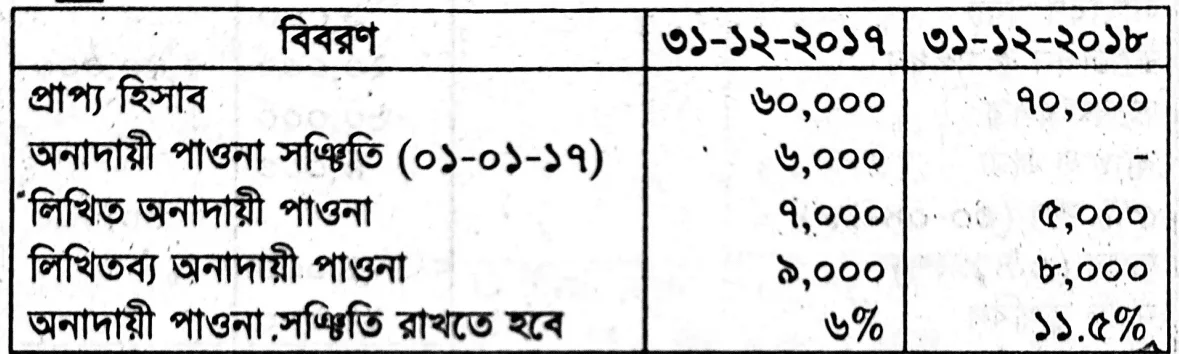 বিবরণ ৩১-১২-২০১৭ ৩১-১২-২০১৮
প্রাপ্য হিসাব ৬০,০০০ ৭০,০০০
অনাদায়ী পাওনা সঞ্চিতি (০১-০১-১৭) ৬,০০০ -
লিখিত অনাদায়ী পাওনা ৭,০০০ ৫,০০০
লিখিতব্য অনাদায়ী পাওনা ৯,০০০ ৮,০০০
অনাদায়ী পাওনা সঞ্চিতি রাখতে হবে ৬% ১১.৫%